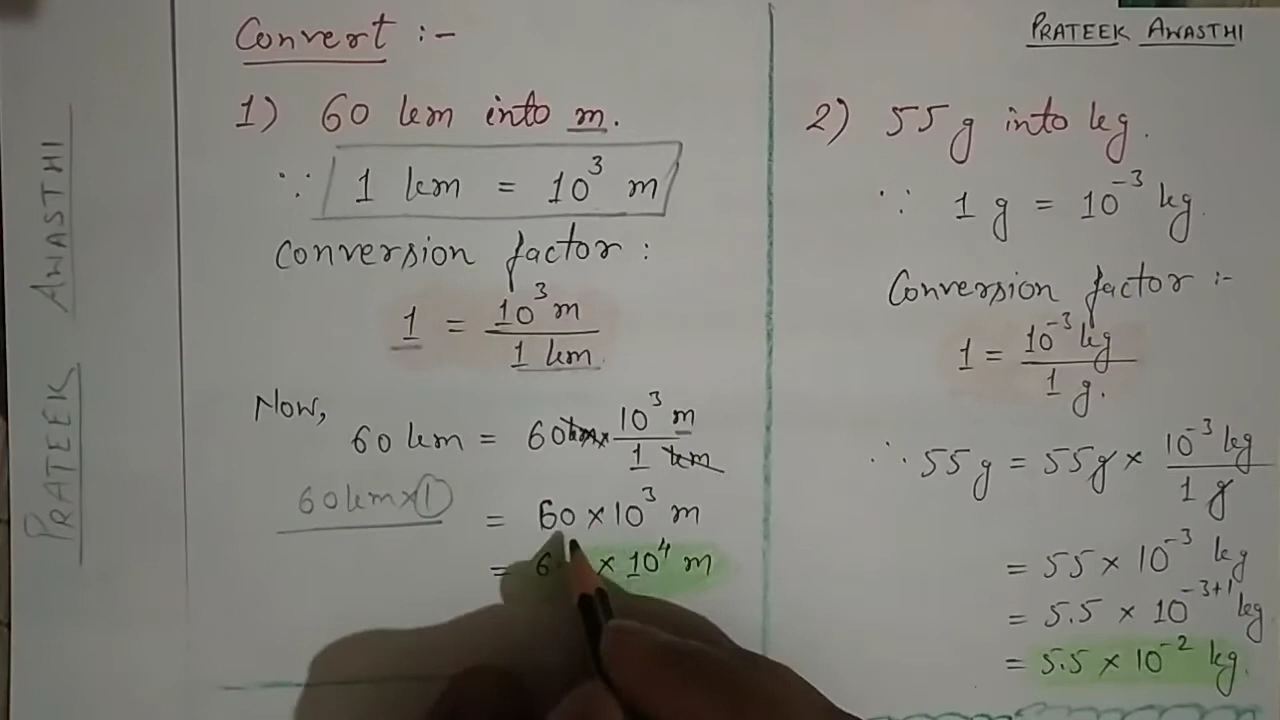 Convert :-
1) 60 km into m.
∵ 1 km = 10³ m
Conversion factor :
1 = 10³ m / 1 km.
Now,
60 km = 60 km × 10³ m / 1 km
60 km × 1
= 60 × 10³ m
= 6 × 10⁴ m
PRATEEK AWASTHI
2) 55 g into kg.
∵ 1 g = 10⁻³ kg.
Conversion factor :-
1 = 10⁻³ kg / 1 g.
∴ 55 g = 55 g × 10⁻³ kg / 1 g
= 55 × 10⁻³ kg
= 5.5 × 10⁻³⁺¹ kg
= 5.5 × 10⁻² kg.
PRATEEK AWASTHI